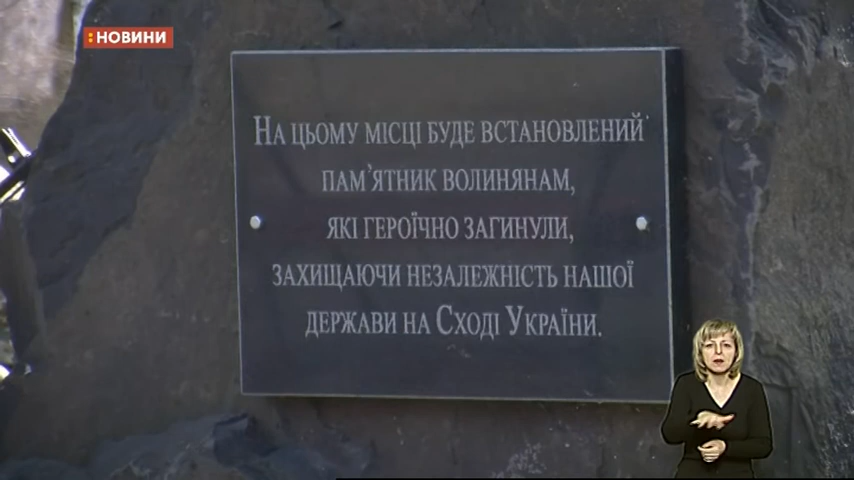 :НОВИНИ
На цьому місці буде встановлений
пам'ятник волинянам,
які героїчно загинули,
захищаючи незалежність нашої
держави на Сході України.